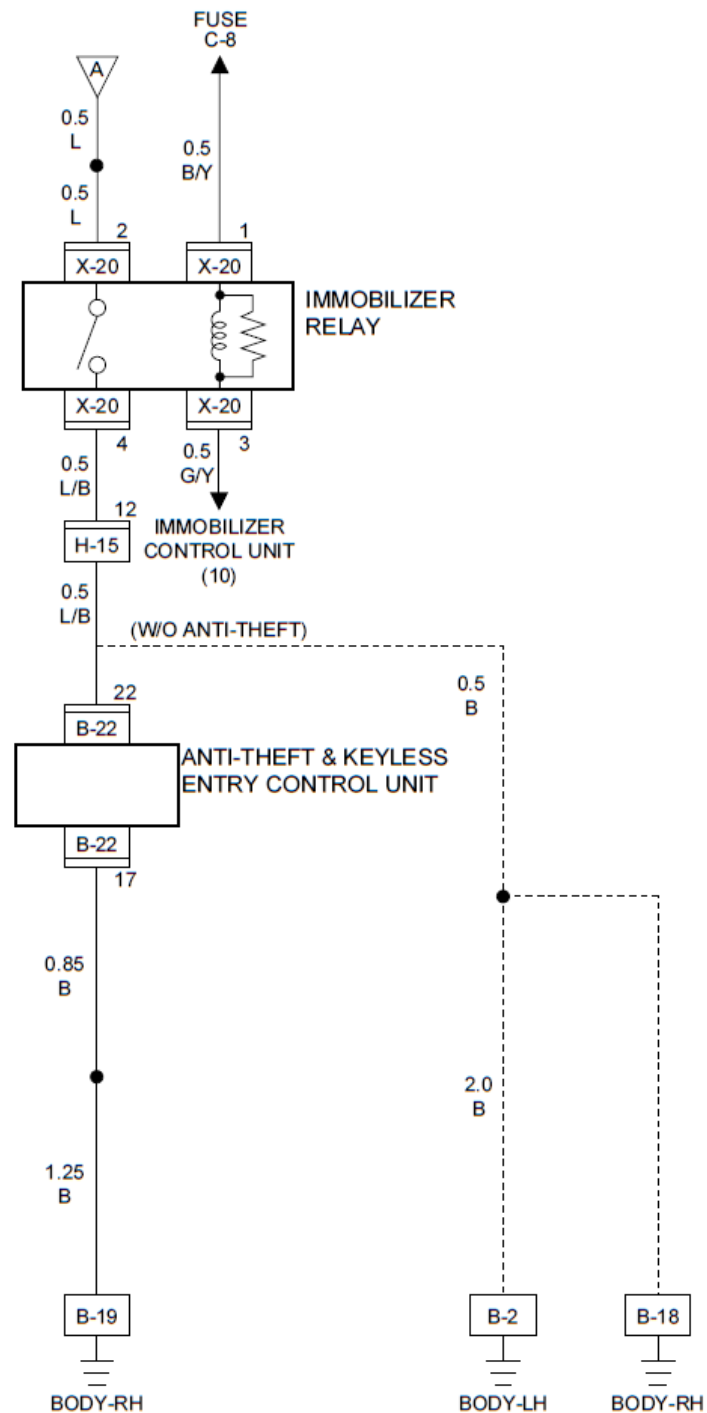 FUSE
C-8
A
0.5
L
0.5
B/Y
0.5
L
2
1
X-20
X-20
IMMOBILIZER
RELAY
X-20
X-20
4
3
0.5
L/B
0.5
G/Y
12
H-15
IMMOBILIZER
CONTROL UNIT
(10)
0.5
L/B
(W/O ANTI-THEFT)
0.5
B
22
B-22
ANTI-THEFT & KEYLESS
ENTRY CONTROL UNIT
B-22
17
0.85
B
2.0
B
1.25
B
B-19
B-2
B-18
BODY-RH
BODY-LH
BODY-RH